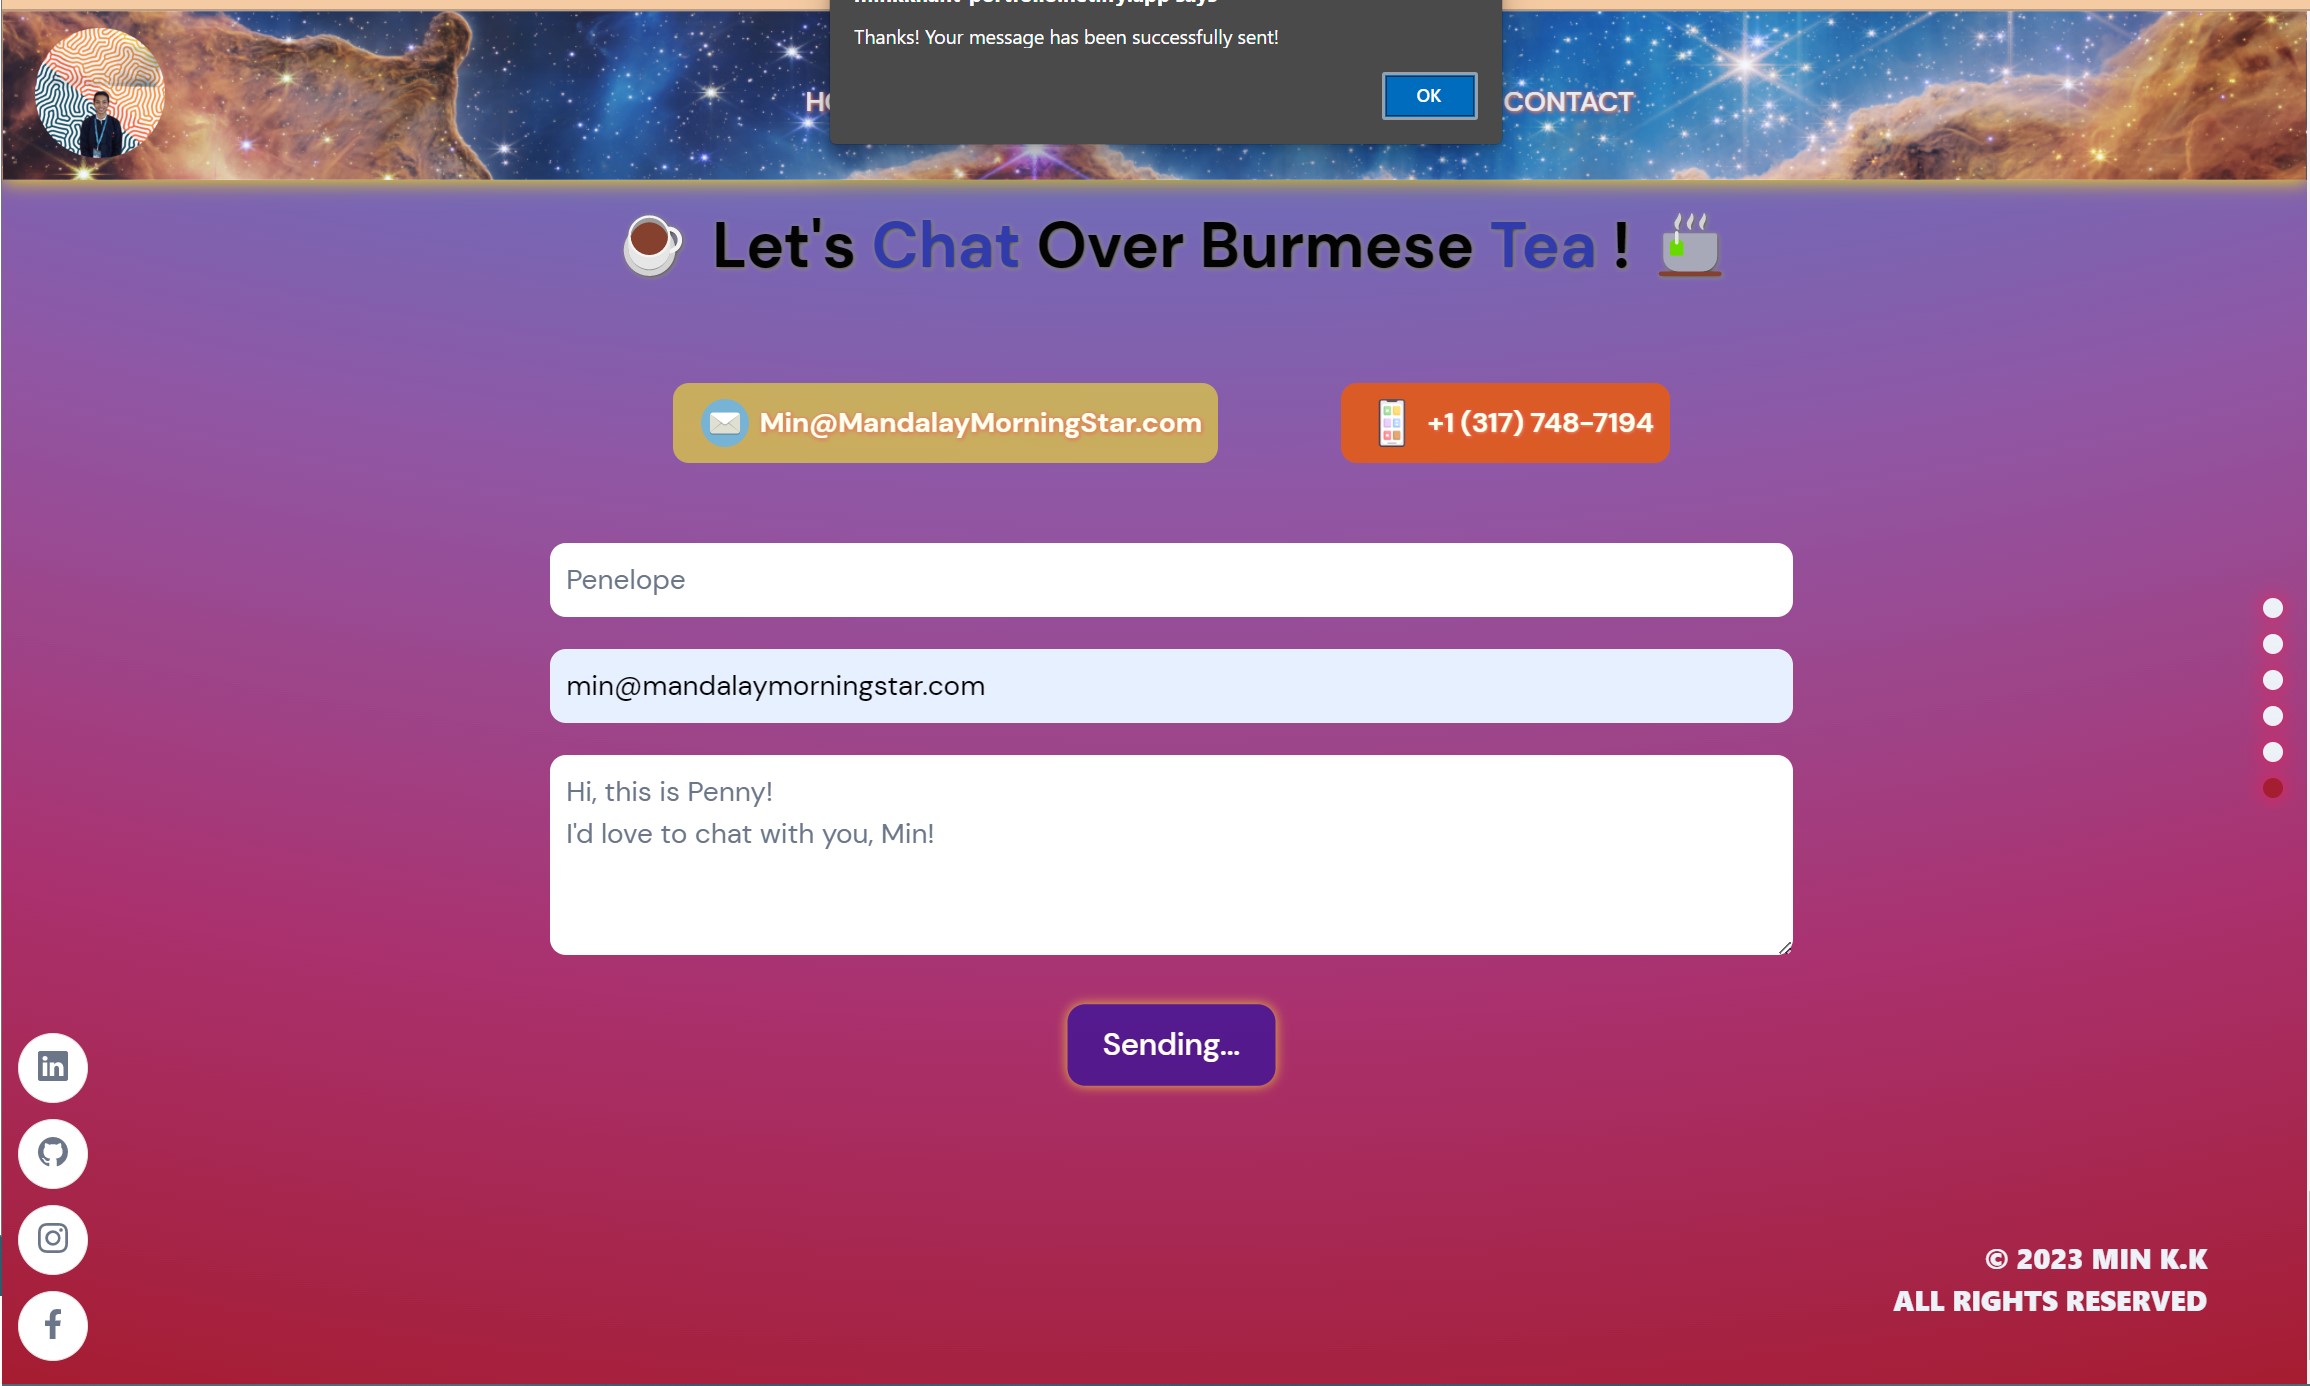 Thanks! Your message has been successfully sent!
OK
CONTACT
Let's Chat Over Burmese Tea !
Min@MandalayMorningStar.com
+1 (317) 748-7194
Penelope
min@mandalaymorningstar.com
Hi, this is Penny!
I'd love to chat with you, Min!
Sending...
© 2023 MIN K.K
ALL RIGHTS RESERVED